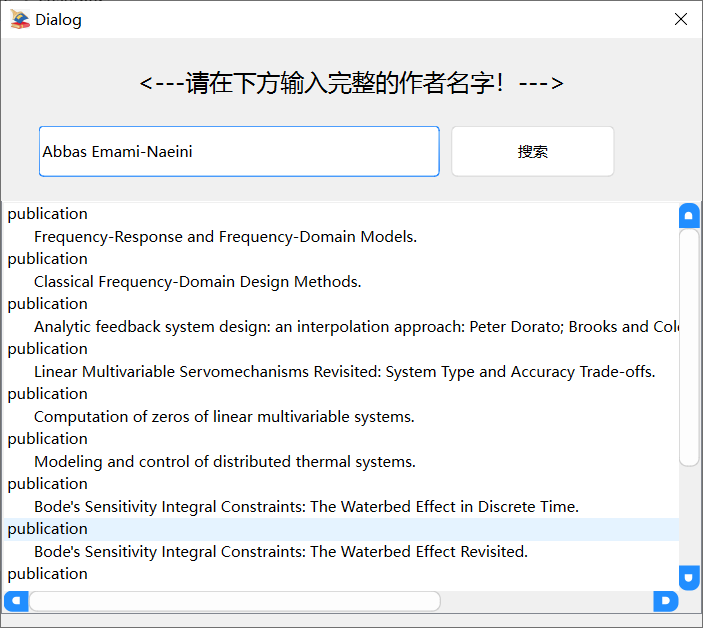 Dialog
<---请在下方输入完整的作者名字！--->
Abbas Emami-Naeini
搜索
publication
Frequency-Response and Frequency-Domain Models.
publication
Classical Frequency-Domain Design Methods.
publication
Analytic feedback system design: an interpolation approach: Peter Dorato; Brooks and
publication
Linear Multivariable Servomechanisms Revisited: System Type and Accuracy Trade-offs.
publication
Computation of zeros of linear multivariable systems.
publication
Modeling and control of distributed thermal systems.
publication
Bode's Sensitivity Integral Constraints: The Waterbed Effect in Discrete Time.
publication
Bode's Sensitivity Integral Constraints: The Waterbed Effect Revisited.
publication